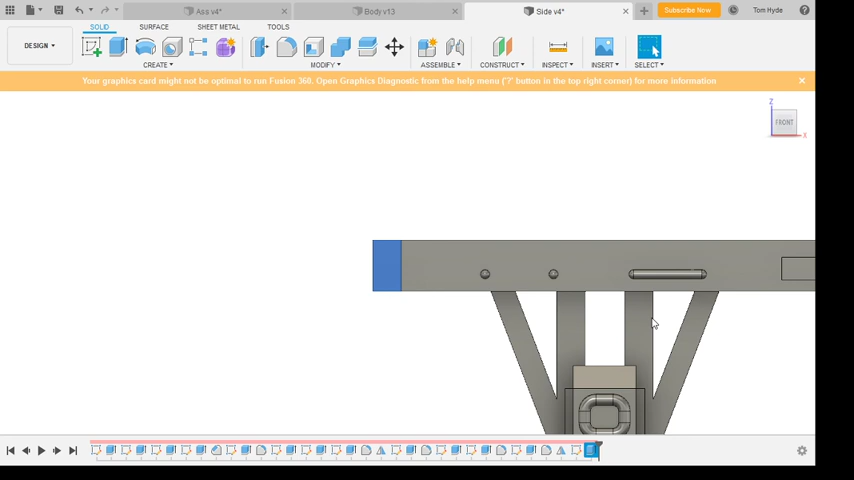 Ass v4*
Body v13
Side v4*
Subscribe Now
Tom Hyde
SOLID
SURFACE
SHEET METAL
TOOLS
DESIGN
CREATE
MODIFY
ASSEMBLE
CONSTRUCT
INSPECT
INSERT
SELECT
Your graphics card might not be optimal to run Fusion 360. Open Graphics Diagnostic from the help menu ('?' button in the top right corner) for more information
Z
FRONT
X